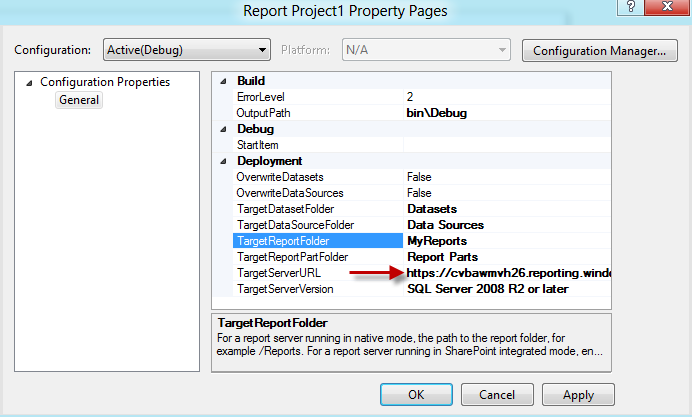 Report Project1 Property Pages
?
Configuration: Active(Debug) Platform: N/A Configuration Manager...
Configuration Properties
General
Build
ErrorLevel 2
OutputPath bin\Debug
Debug
StartItem
Deployment
OverwriteDatasets False
OverwriteDataSources False
TargetDatasetFolder Datasets
TargetDataSourceFolder Data Sources
TargetReportFolder MyReports
TargetReportPartFolder Report Parts
TargetServerURL https://cvbawmvh26.reporting.windo
TargetServerVersion SQL Server 2008 R2 or later
TargetReportFolder
For a report server running in native mode, the path to the report folder, for
example /Reports. For a report server running in SharePoint integrated mode, en...
OK Cancel Apply